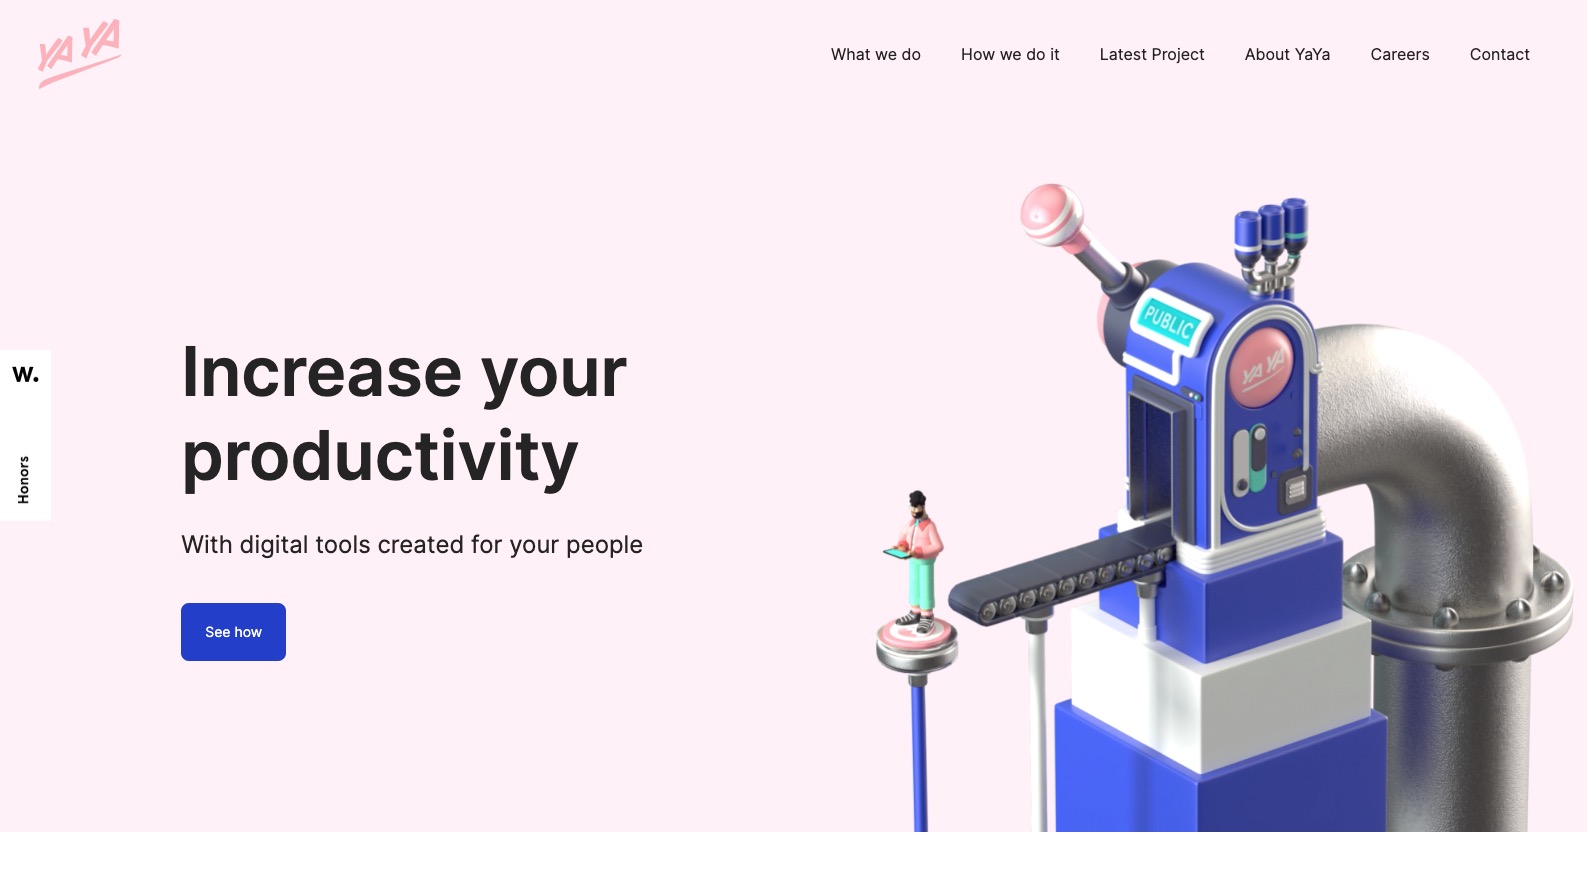 YA YA
What we do
How we do it
Latest Project
About YaYa
Careers
Contact
PUBLIC
YA YA
Increase your
productivity
W.
Honors
With digital tools created for your people
See how